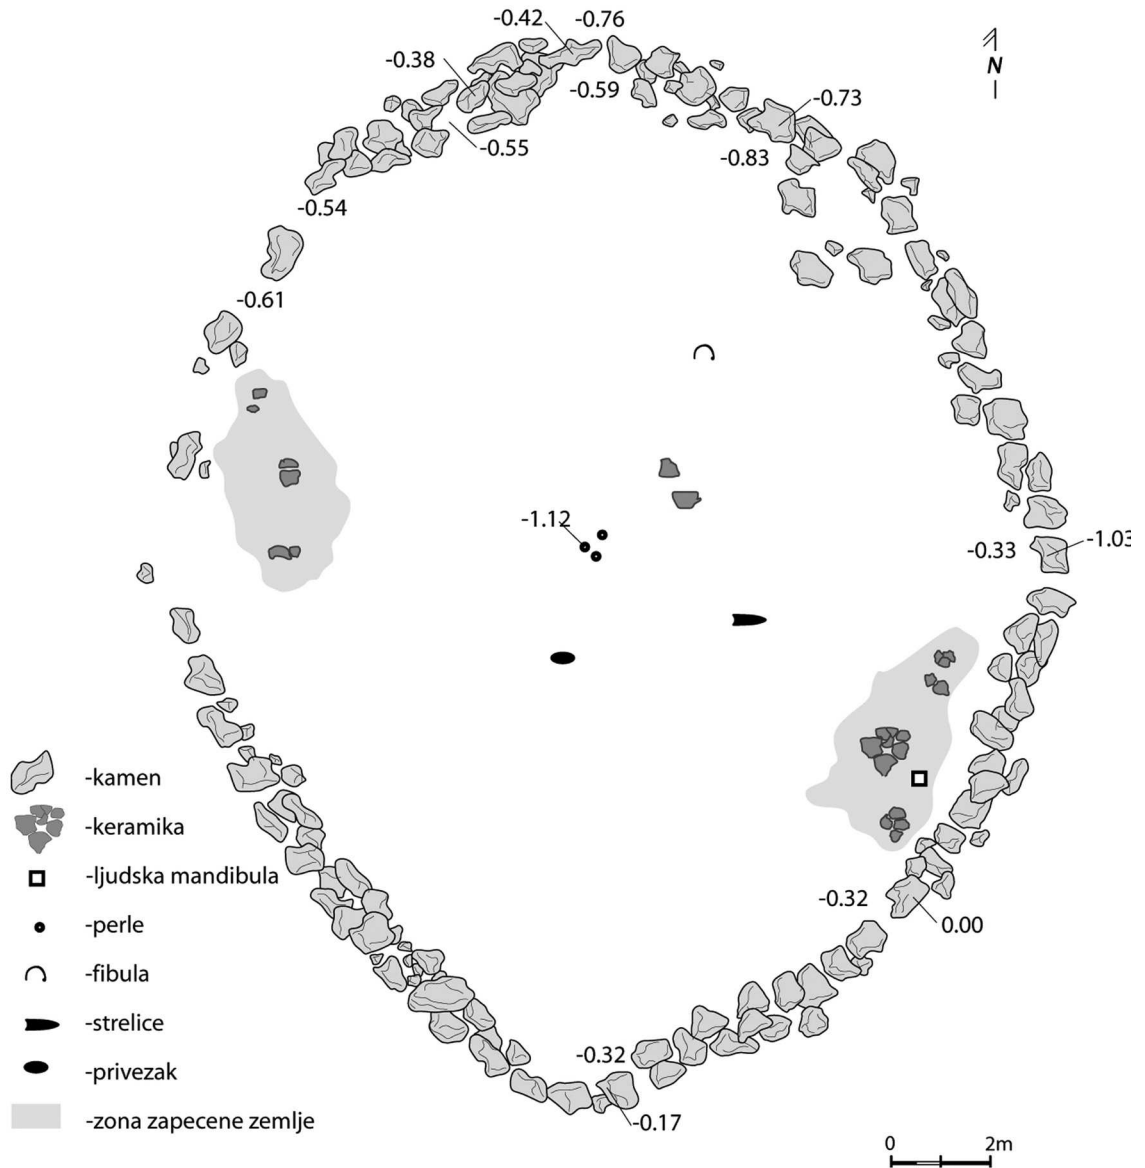 -0.42
-0.76
-0.38
N
-0.59
-0.73
-0.55
-0.83
-0.54
-0.61
-1.12
-0.33
-1.03
-kamen
-keramika
-ljudska mandibula
-0.32
-perle
0.00
-fibula
-strelice
-0.32
-privezak
-zona zapecene zemlje
-0.17
0 2m